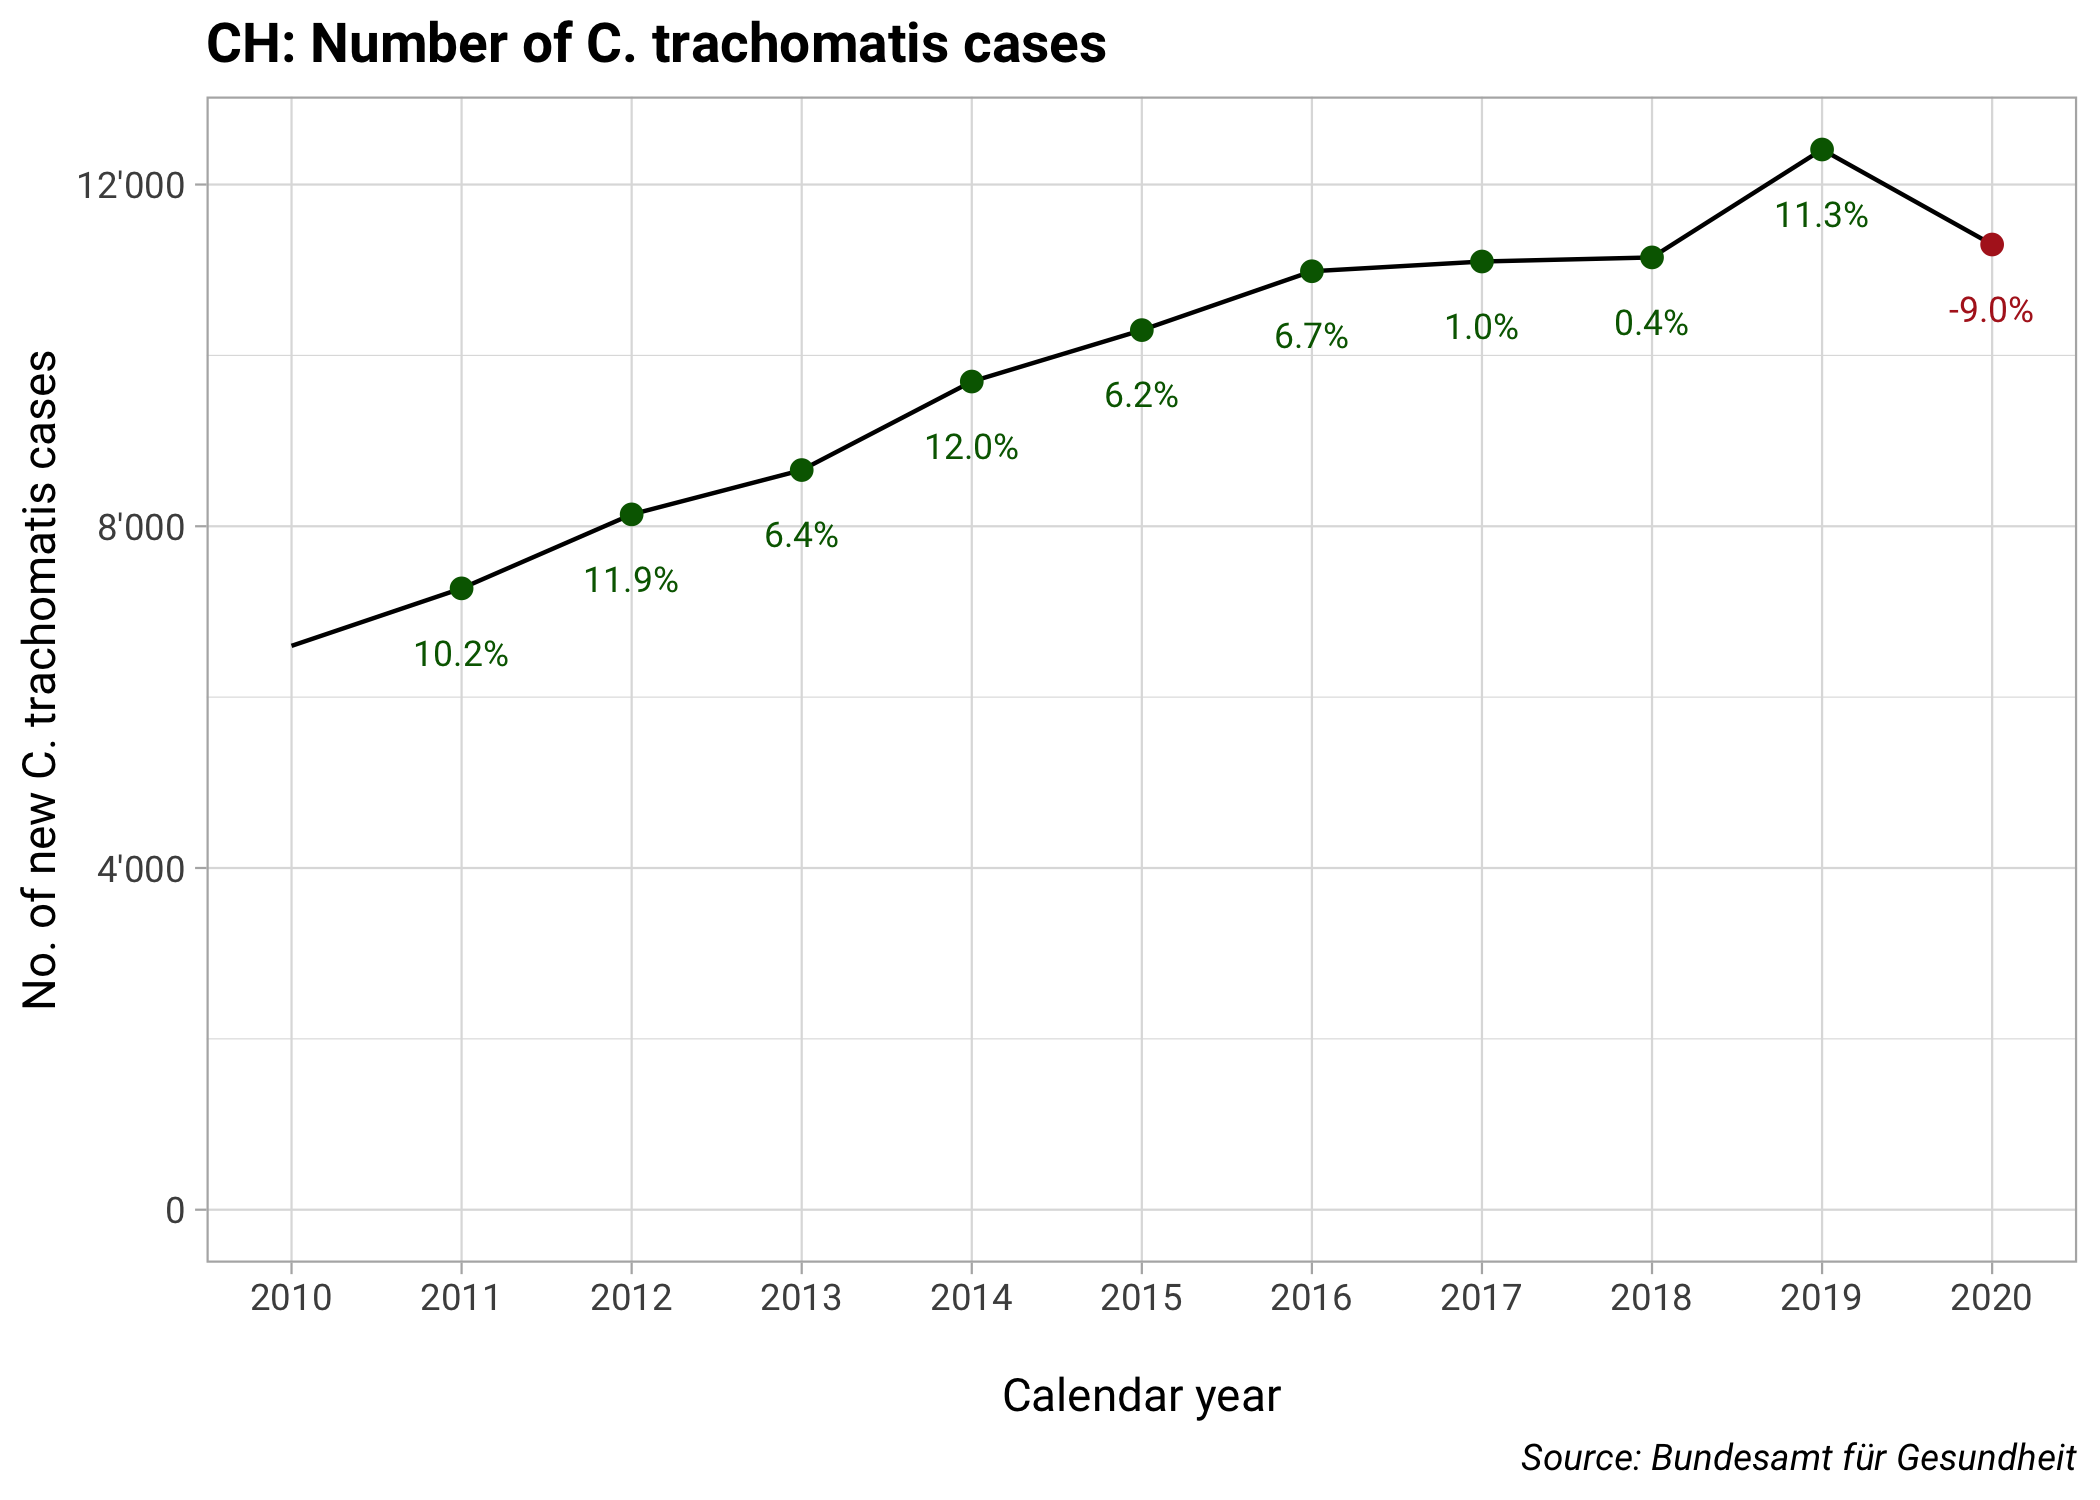 CH: Number of C. trachomatis cases
No. of new C. trachomatis cases
12'000
8'000
4'000
0
10.2%
11.9%
6.4%
12.0%
6.2%
6.7%
1.0%
0.4%
11.3%
-9.0%
2010 2011 2012 2013 2014 2015 2016 2017 2018 2019 2020
Calendar year
Source: Bundesamt für Gesundheit